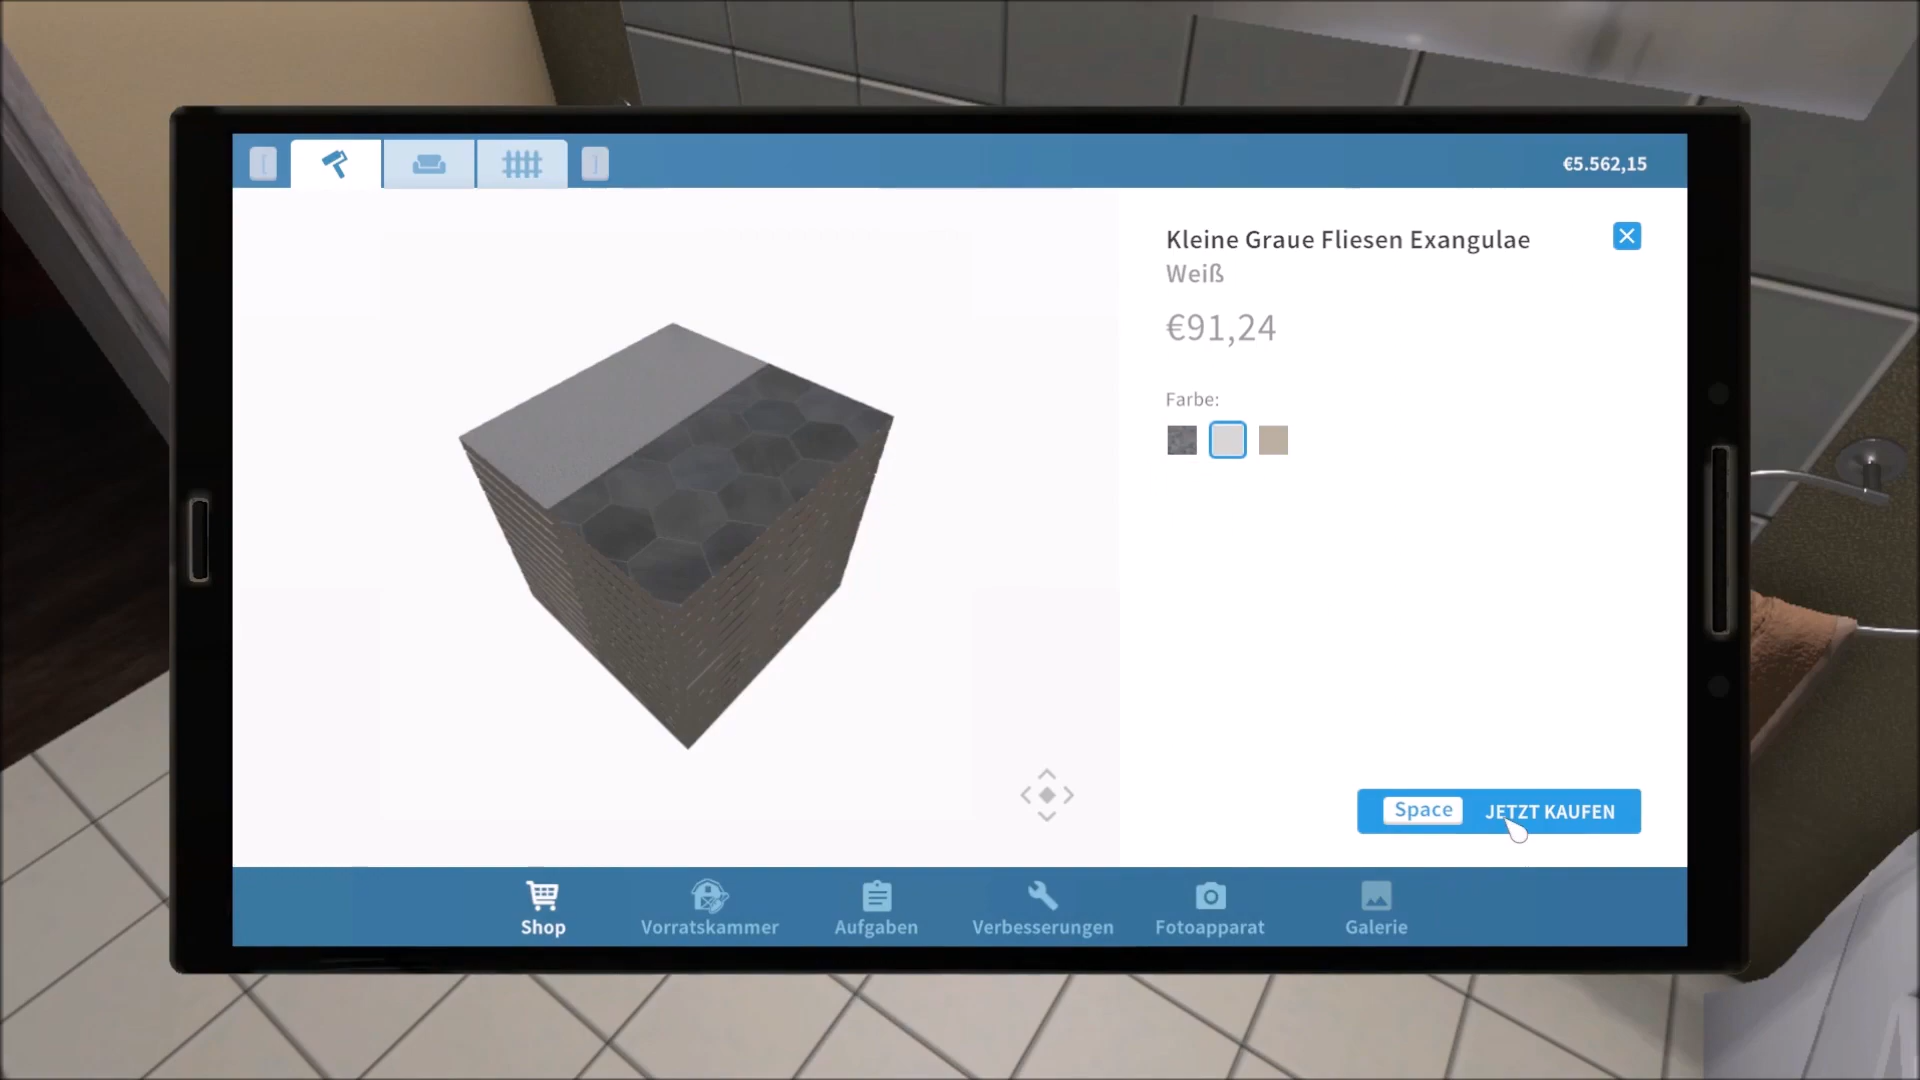 [
]
€5.562,15
Kleine Graue Fliesen Exangulae
Weiß
€91,24
Farbe:
Space JETZT KAUFEN
Shop
Vorratskammer
Aufgaben
Verbesserungen
Fotoapparat
Galerie